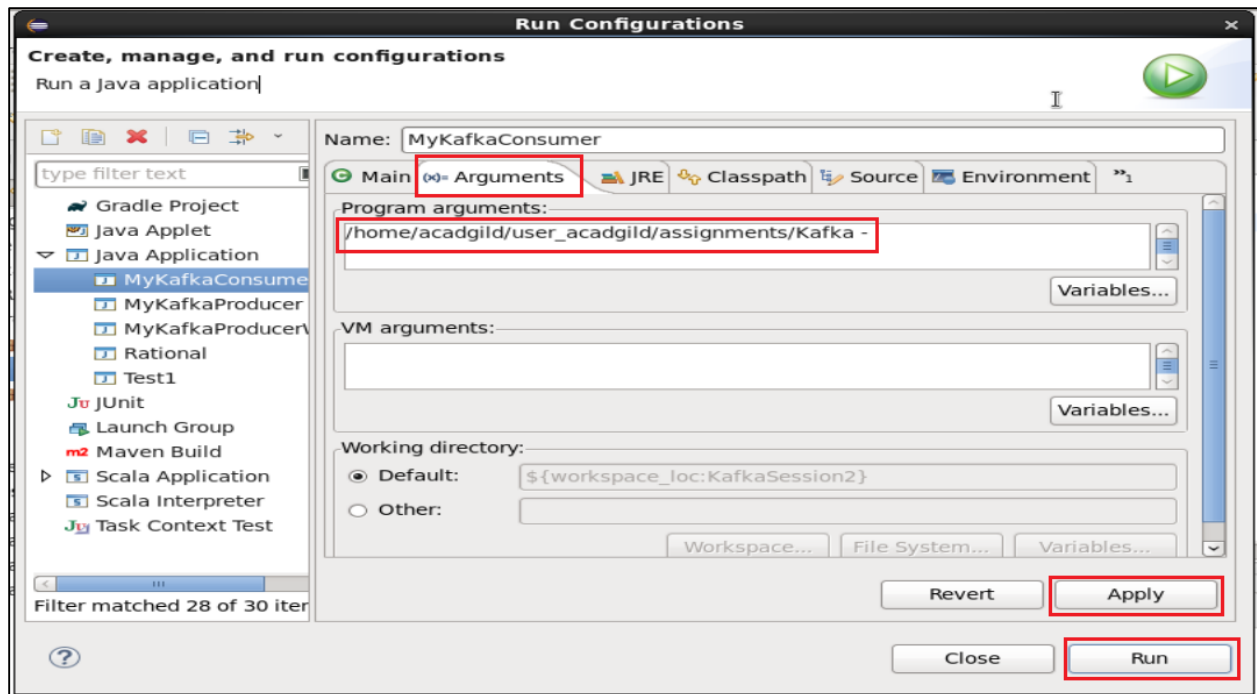 Run Configurations
Create, manage, and run configurations
Run a Java application
type filter text
Gradle Project
Java Applet
Java Application
MyKafkaConsume
MyKafkaProducer
MyKafkaProducer\
Rational
Test1
JUnit
Launch Group
m2 Maven Build
Scala Application
Scala Interpreter
Task Context Test
Filter matched 28 of 30 iter
Name: MyKafkaConsumer
Main (x)= Arguments JRE Classpath Source Environment »1
Program arguments:
/home/acadgild/user_acadgild/assignments/Kafka -
Variables...
VM arguments:
Variables...
Working directory:
Default: ${workspace_loc:KafkaSession2}
Other:
Workspace... File System... Variables...
Revert Apply
Close Run